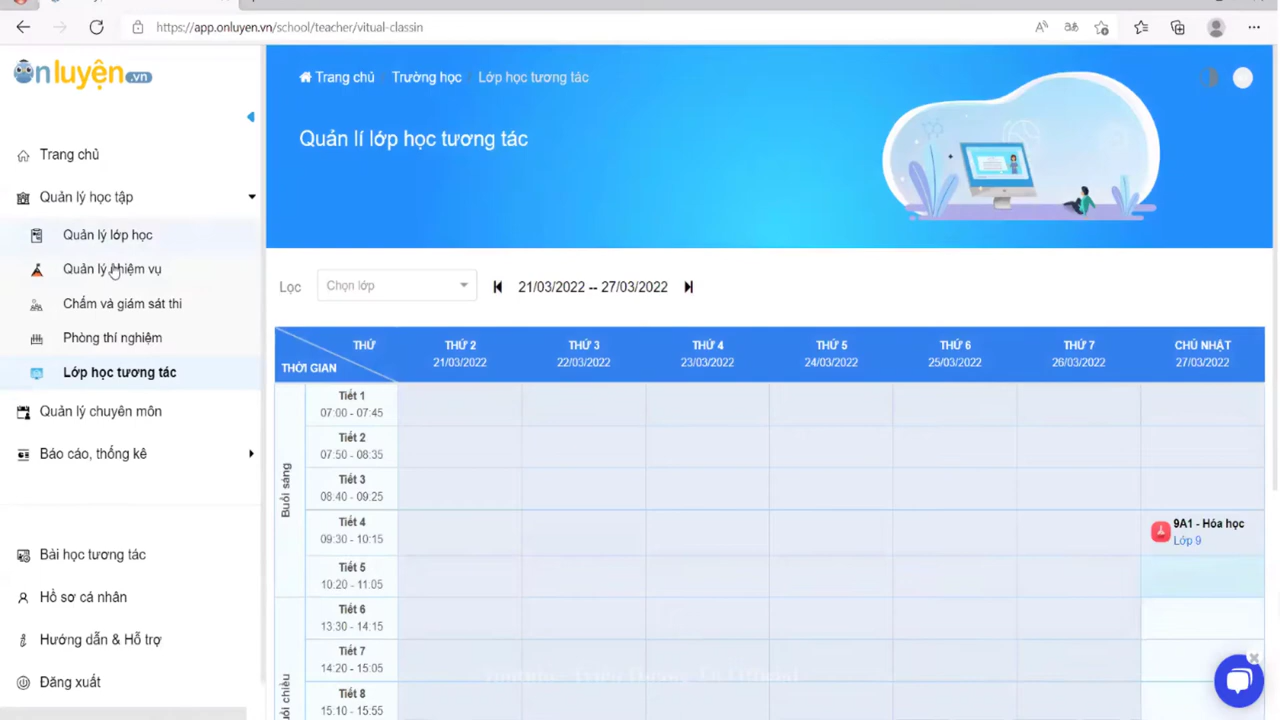 https://app.onluyen.vn/school/teacher/vitual-classin
On luyện.vn
Trang chủ
Quản lý học tập
Quản lý lớp học
Quản lý nhiệm vụ
Chấm và giám sát thi
Phòng thí nghiệm
Lớp học tương tác
Quản lý chuyên môn
Báo cáo, thống kê
Bài học tương tác
Hồ sơ cá nhân
Hướng dẫn & Hỗ trợ
Đăng xuất
Trang chủ Trường học Lớp học tương tác
Quản lí lớp học tương tác
Lọc Chọn lớp 21/03/2022 -- 27/03/2022
THỨ THỨ 2 THỨ 3 THỨ 4 THỨ 5 THỨ 6 THỨ 7 CHỦ NHẬT
THỜI GIAN 21/03/2022 22/03/2022 23/03/2022 24/03/2022 25/03/2022 26/03/2022 27/03/2022
Buổi sáng
Tiết 1
07:00 - 07:45
Tiết 2
07:50 - 08:35
Tiết 3
08:40 - 09:25
Tiết 4
09:30 - 10:15
9A1 - Hóa học
Lớp 9
Tiết 5
10:20 - 11:05
Tiết 6
13:30 - 14:15
Tiết 7
14:20 - 15:05
Tiết 8
15:10 - 15:55
chiều